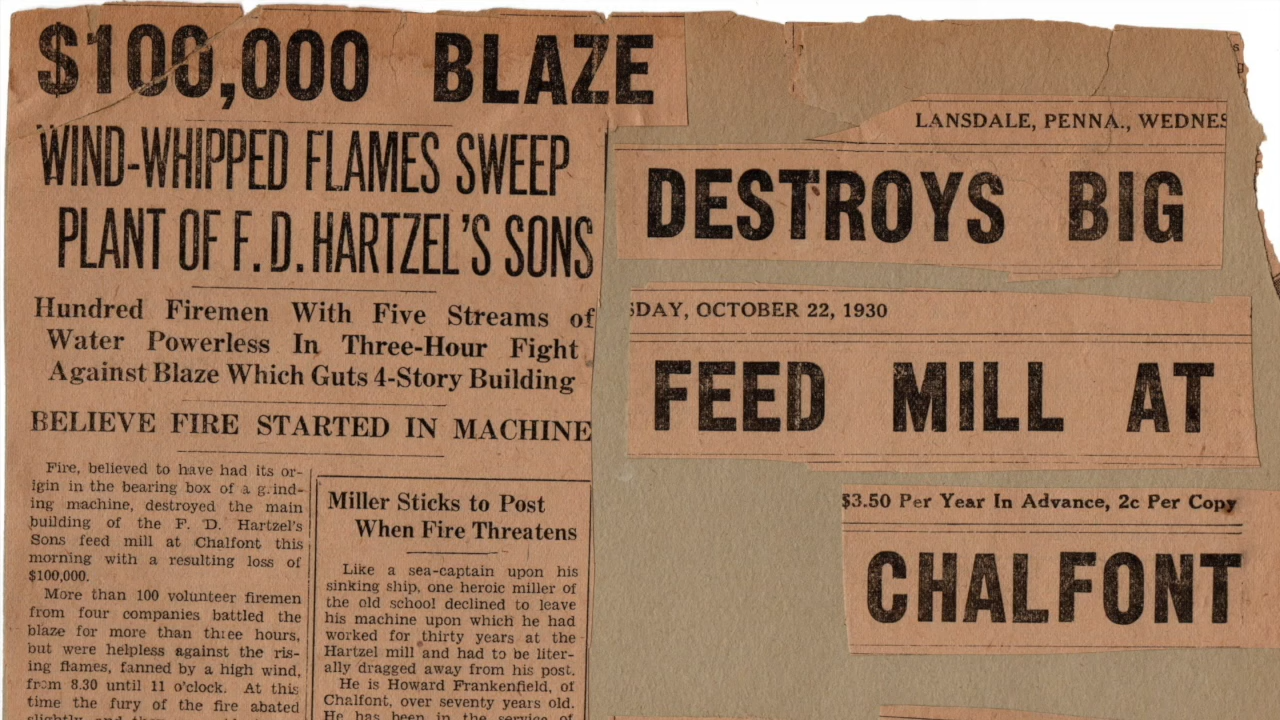 $100,000 BLAZE
WIND-WHIPPED FLAMES SWEEP
PLANT OF F. D. HARTZEL'S SONS
Hundred Firemen With Five Streams of
Water Powerless In Three-Hour Fight
Against Blaze Which Guts 4-Story Building
BELIEVE FIRE STARTED IN MACHINE
Fire, believed to have had its or-
igin in the bearing box of a grind-
ing machine, destroyed the main
building of the F. D. Hartzel's
Sons feed mill at Chalfont this
morning with a resulting loss of
$100,000.
More than 100 volunteer firemen
from four companies battled the
blaze for more than three hours,
but were helpless against the ris-
ing flames, fanned by a high wind,
from 8.30 until 11 o'clock. At this
time the fury of the fire abated
Miller Sticks to Post
When Fire Threatens
Like a sea-captain upon his
sinking ship, one heroic miller of
the old school declined to leave
his machine upon which he had
worked for thirty years at the
Hartzel mill and had to be liter-
ally dragged away from his post.
He is Howard Frankenfield, of
Chalfont, over seventy years old.
He has been in the service of
LANSDALE, PENNA., WEDNES
DESTROYS BIG
SDAY, OCTOBER 22, 1930
FEED MILL AT
$3.50 Per Year In Advance, 2c Per Copy
CHALFONT